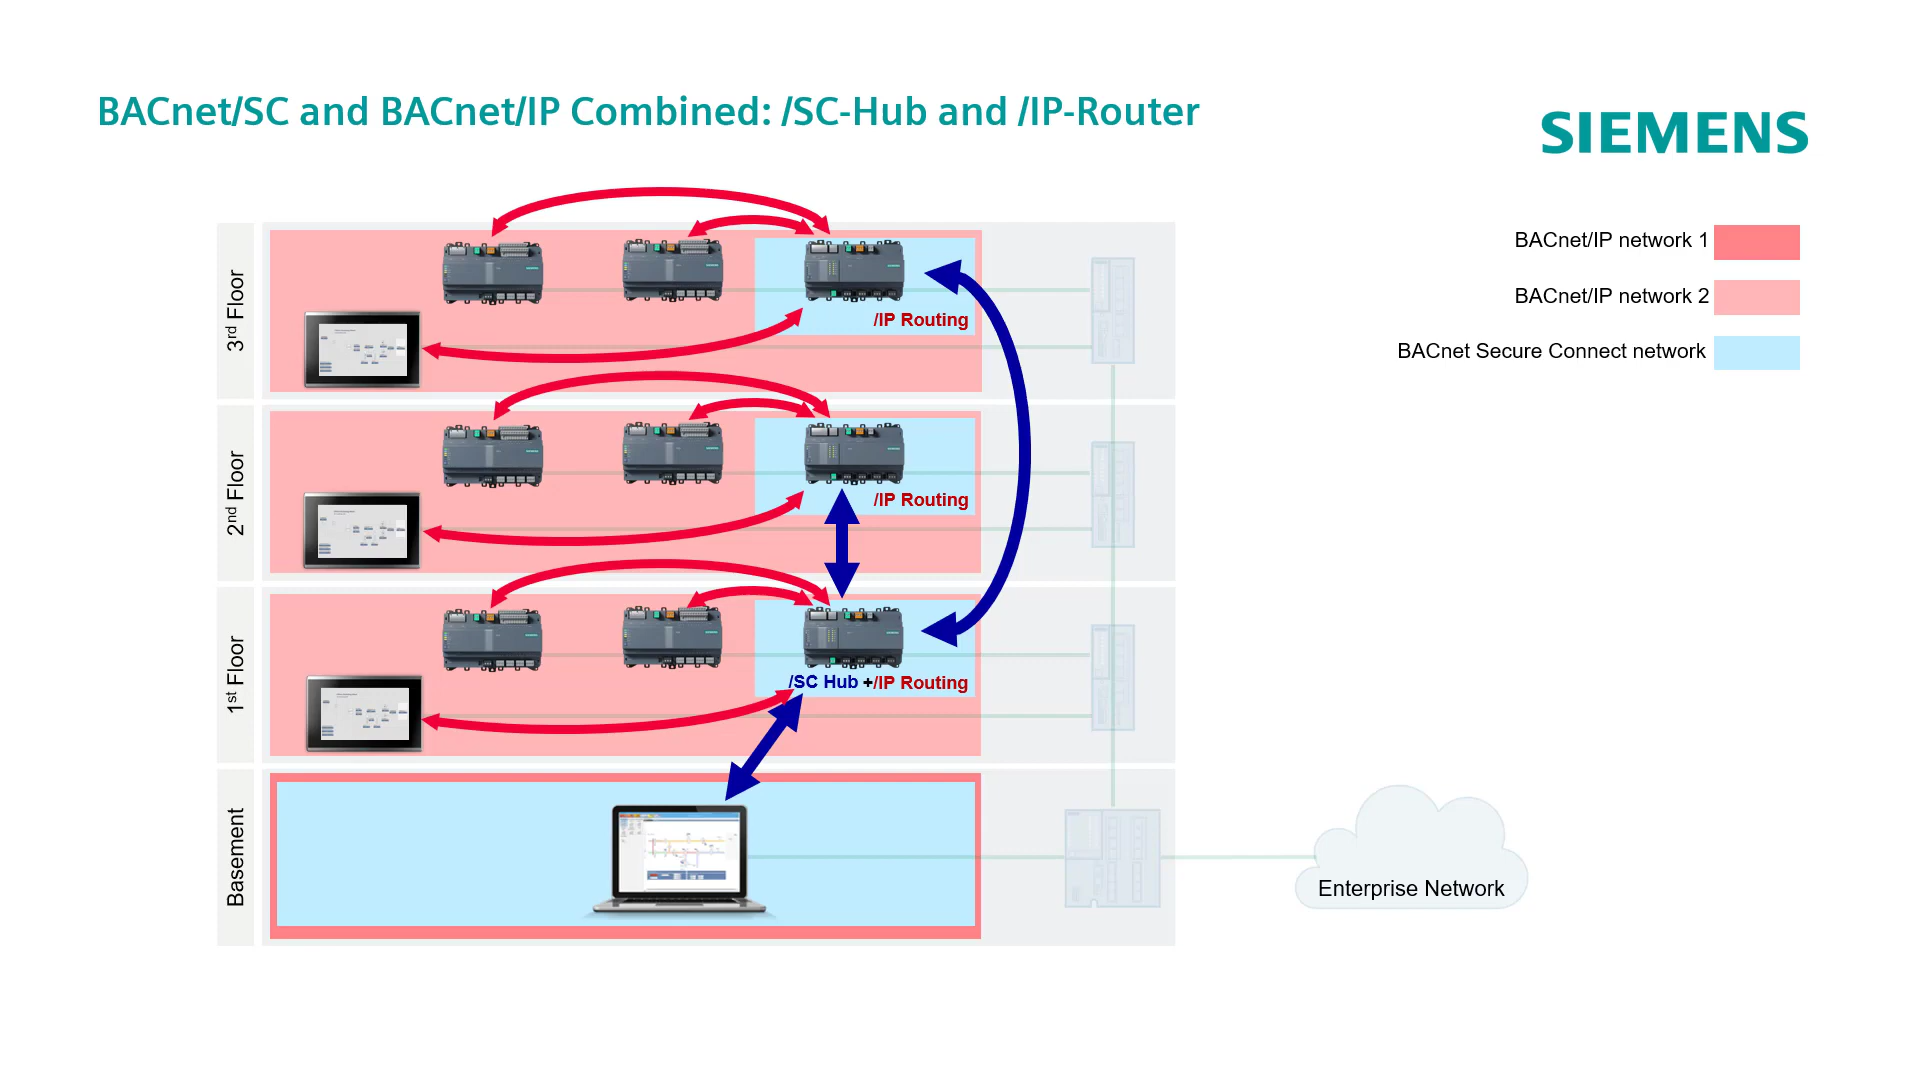 BACnet/SC and BACnet/IP Combined: /SC-Hub and /IP-Router
SIEMENS
BACnet/IP network 1
BACnet/IP network 2
BACnet Secure Connect network
3rd Floor
/IP Routing
2nd Floor
/IP Routing
1st Floor
/SC Hub +/IP Routing
Basement
Enterprise Network